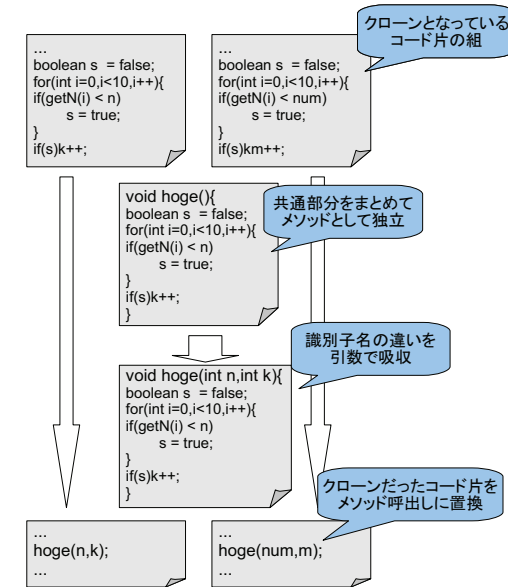 クローンとなっている
コード片の組
...
boolean s = false;
for(int i=0,i<10,i++){
if(getN(i) < n)
s = true;
}
if(s)k++;
...
boolean s = false;
for(int i=0,i<10,i++){
if(getN(i) < num)
s = true;
}
if(s)km++;
void hoge(){
boolean s = false;
for(int i=0,i<10,i++){
if(getN(i) < n)
s = true;
}
if(s)k++;
}
共通部分をまとめて
メソッドとして独立
識別子名の違いを
引数で吸収
void hoge(int n,int k){
boolean s = false;
for(int i=0,i<10,i++){
if(getN(i) < n)
s = true;
}
if(s)k++;
}
クローンだったコード片を
メソッド呼出しに置換
...
hoge(n,k);
...
...
hoge(num,m);
...